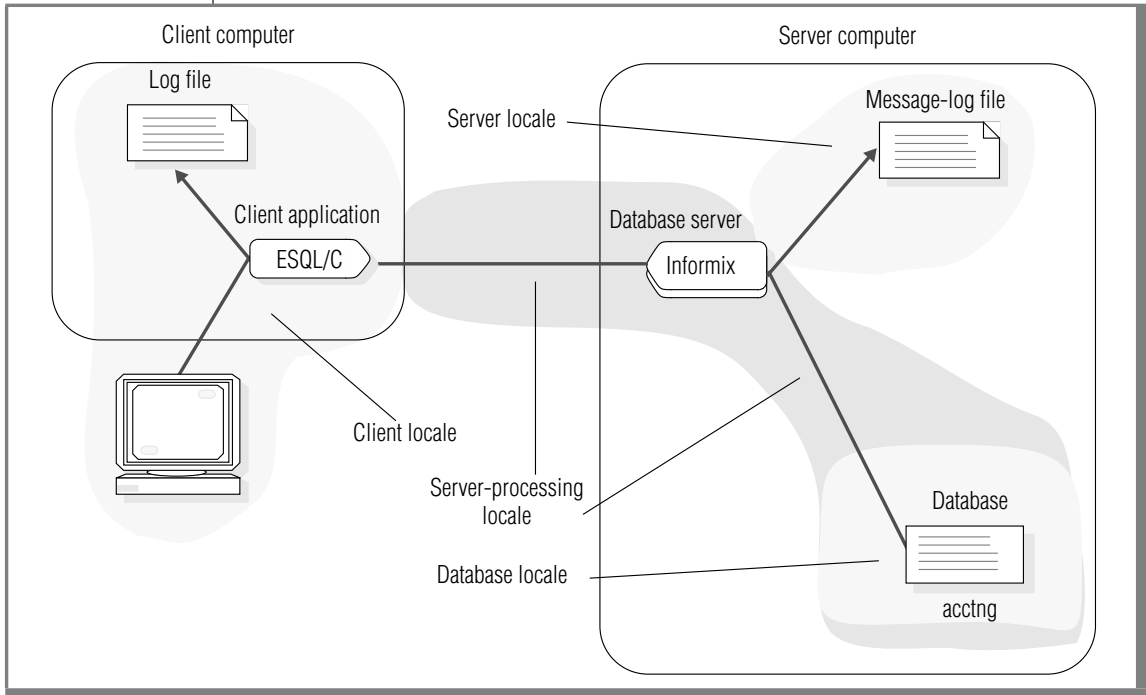 Client computer
Server computer
Log file
Message-log file
Server locale
Client application
Database server
ESQL/C
Informix
Client locale
Server-processing
locale
Database
Database locale
acctng